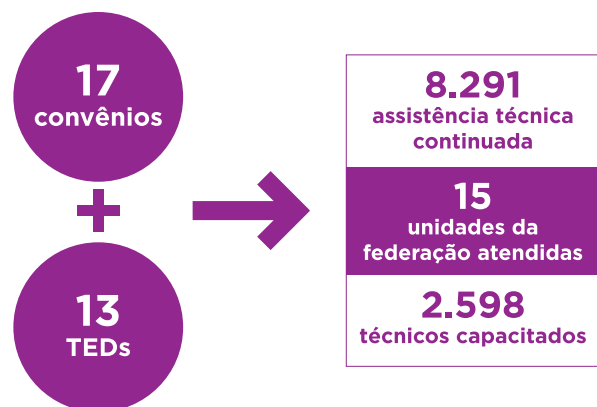 17
convênios
+
13
TEDs
8.291
assistência técnica
continuada
15
unidades da
federação atendidas
2.598
técnicos capacitados